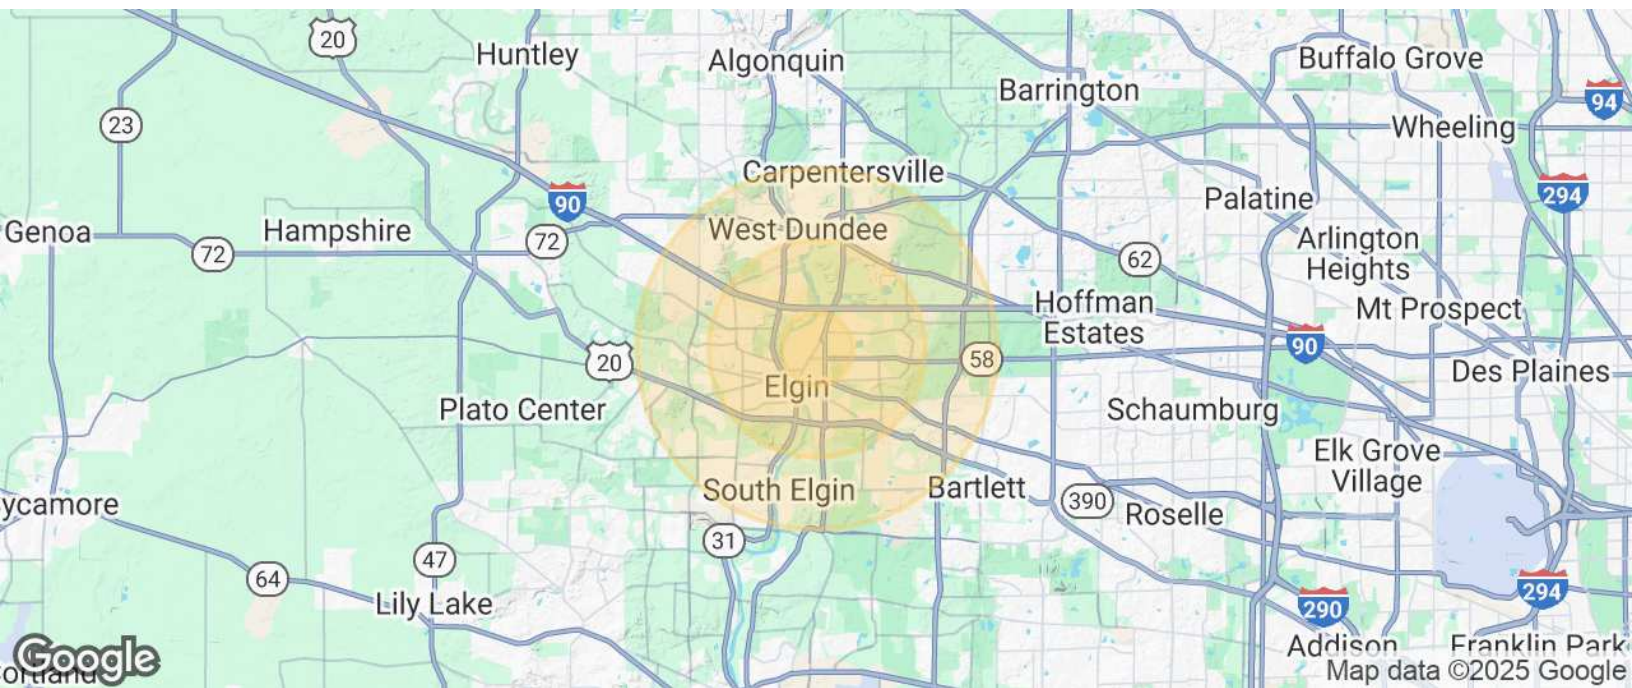 20
Huntley
Algonquin
Buffalo Grove
Barrington
94
23
Wheeling
Carpentersville
90
294
Palatine
Genoa
Hampshire
West Dundee
72
72
Arlington
Heights
62
Hoffman
Estates
Mt Prospect
90
20
58
Des Plaines
Elgin
Plato Center
Schaumburg
Elk Grove
Village
South Elgin
Bartlett
390
ycamore
Roselle
31
47
64
294
Lily Lake
290
Addison
Franklin Park
Google
Map data ©2025 Google